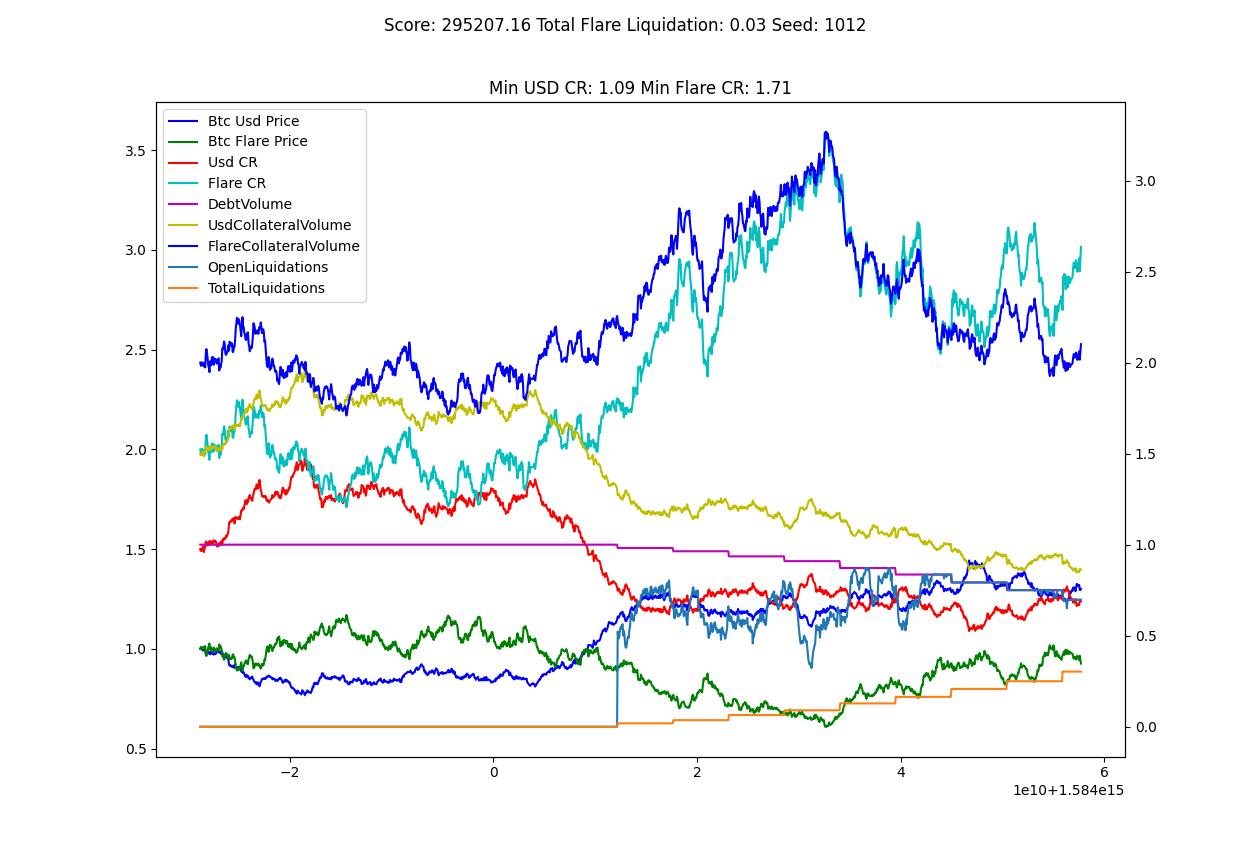 Score: 295207.16 Total Flare Liquidation: 0.03 Seed: 1012
Min USD CR: 1.09 Min Flare CR: 1.71
Btc Usd Price
Btc Flare Price
Usd CR
Flare CR
DebtVolume
UsdCollateralVolume
FlareCollateralVolume
OpenLiquidations
TotalLiquidations
3.5
3.0
2.5
2.0
1.5
1.0
0.5
3.0
2.5
2.0
1.5
1.0
0.5
0.0
−2
0
2
4
6
1e10+1.584e15